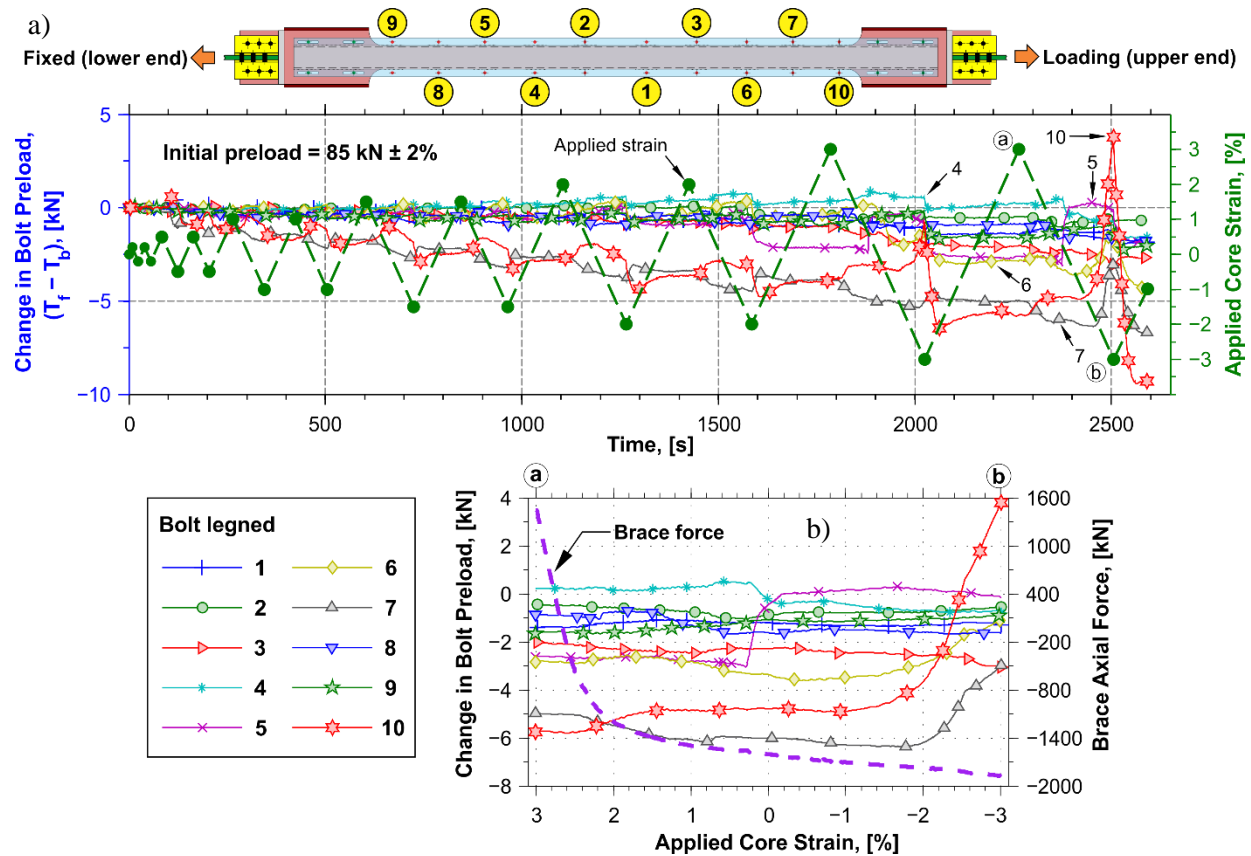 a)
9 5 2 3 7
Fixed (lower end)
Loading (upper end)
8 4 1 6 10
Change in Bolt Preload,
(T_f − T_b), [kN]
5
0
−5
−10
Initial preload = 85 kN ± 2%
Applied strain
4
a
10
5
6
7
b
3
2
1
0
−1
−2
−3
Applied Core Strain, [%]
0 500 1000 1500 2000 2500
Time, [s]
Bolt legned
1 6
2 7
3 8
4 9
5 10
a b
b)
Brace force
Change in Bolt Preload, [kN]
4
2
0
−2
−4
−6
−8
1600
1000
400
−200
−800
−1400
−2000
Brace Axial Force, [kN]
3 2 1 0 −1 −2 −3
Applied Core Strain, [%]